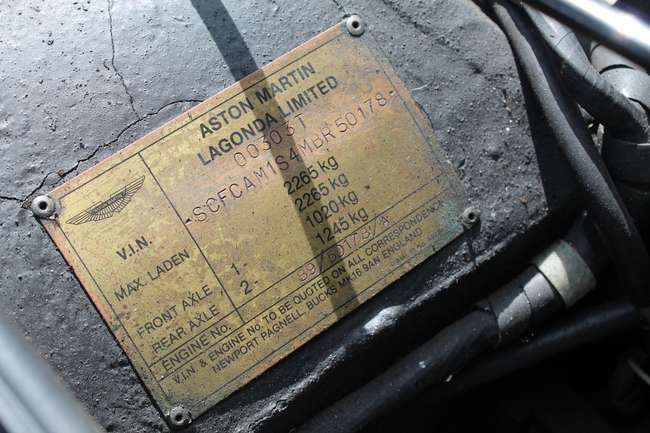 ASTON MARTIN
LAGONDA LIMITED
00303T
V.I.N. -SCFCAM1S4MBR50178-
MAX. LADEN 2265 kg
2265 kg
FRONT AXLE 1- 1020 kg
REAR AXLE 2- 1245 kg
ENGINE NO. 89/50178/A
V.I.N. & ENGINE No. TO BE QUOTED ON ALL CORRESPONDENCE
NEWPORT PAGNELL, BUCKS MK16 9AN ENGLAND